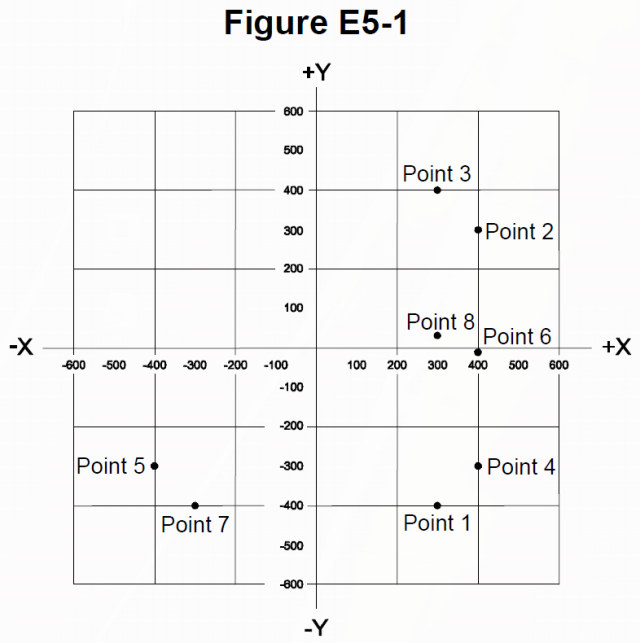 Figure E5-1
+Y
600
500
Point 3
400
300
Point 2
200
100
Point 8
Point 6
-X
+X
-600 -500 -400 -300 -200 -100 100 200 300 400 500 600
-100
-200
Point 5
-300
Point 4
-400
Point 7
Point 1
-500
-600
-Y